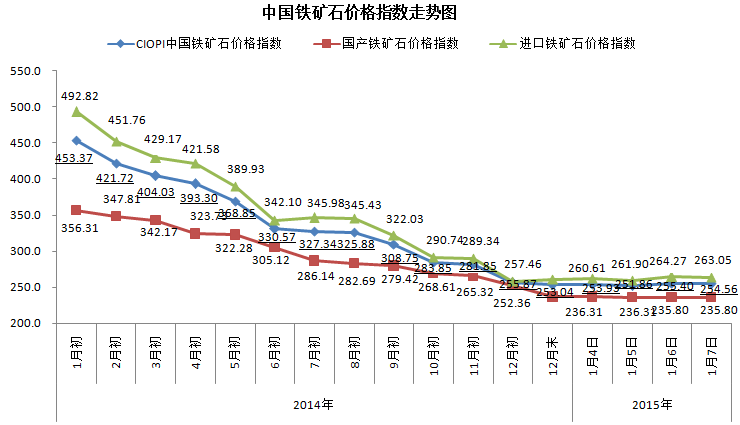 中国铁矿石价格指数走势图
CIOPI中国铁矿石价格指数 国产铁矿石价格指数 进口铁矿石价格指数
550.0
500.0
450.0
400.0
350.0
300.0
250.0
200.0
492.82 451.76 429.17 421.58 389.93 342.10 345.98 345.43 322.03 290.74 289.34 257.46 260.61 261.90 264.27 263.05
453.37 421.72 404.03 393.30 368.85 330.57 327.34 325.88 308.75 283.85 281.85 255.87 253.04 253.93 251.86 255.40 254.56
356.31 347.81 342.17 323.75 322.28 305.12 286.14 282.69 279.42 268.61 265.32 252.36 236.31 236.31 235.80 235.80
1月初 2月初 3月初 4月初 5月初 6月初 7月初 8月初 9月初 10月初 11月初 12月初 12月末 1月4日 1月5日 1月6日 1月7日
2014年 2015年